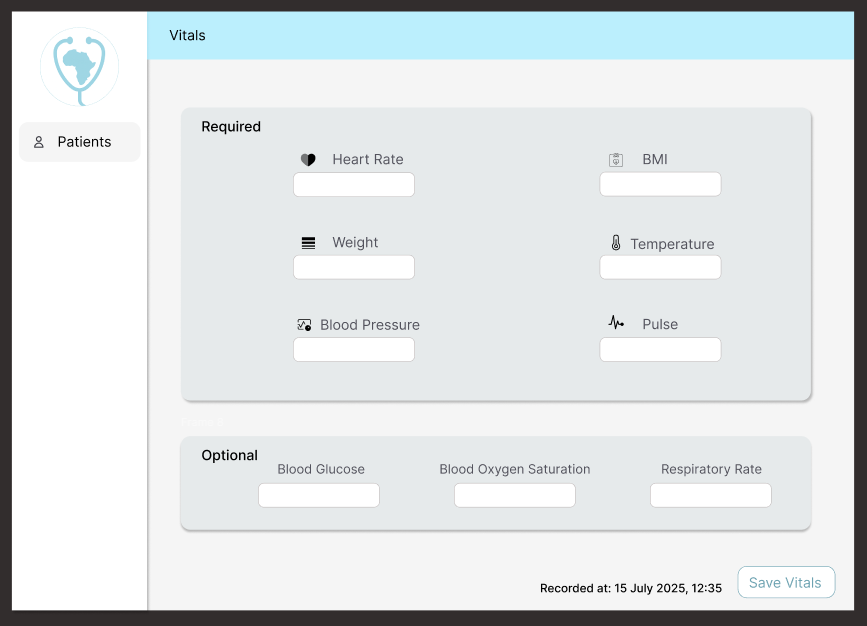 Vitals
Patients
Required
Heart Rate
BMI
Weight
Temperature
Blood Pressure
Pulse
Optional
Blood Glucose
Blood Oxygen Saturation
Respiratory Rate
Recorded at: 15 July 2025, 12:35
Save Vitals